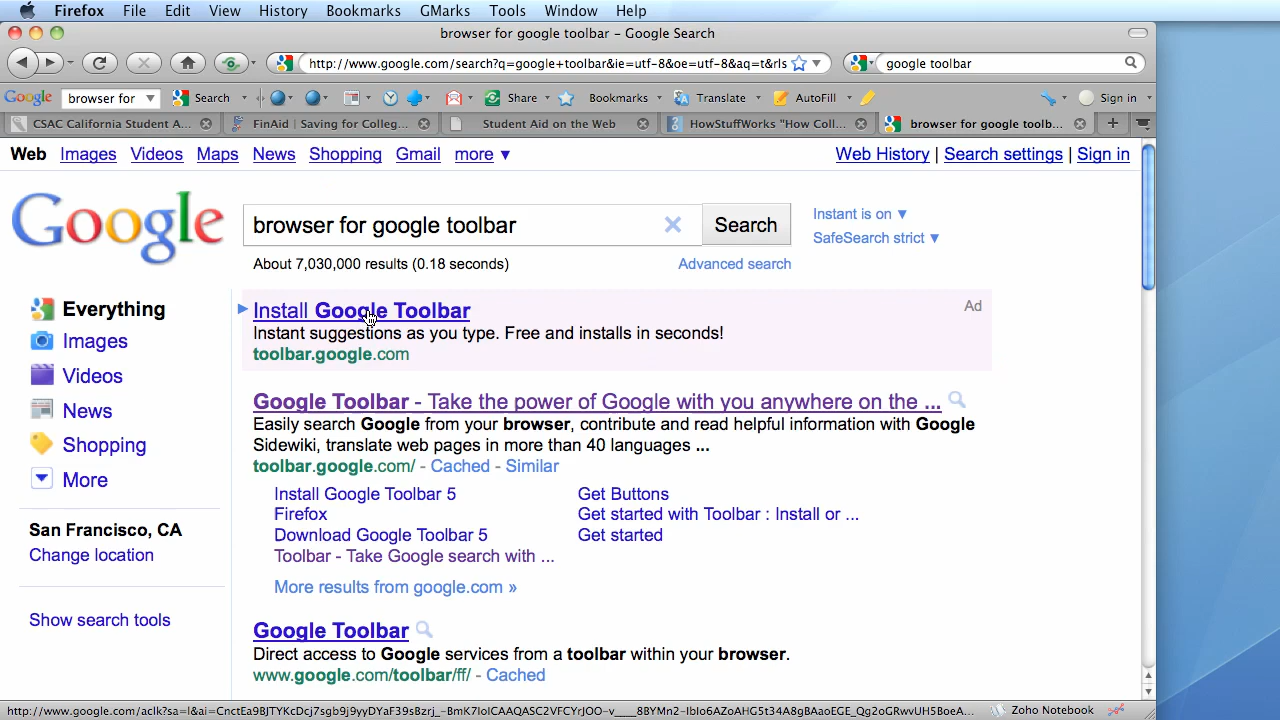 Firefox File Edit View History Bookmarks GMarks Tools Window Help
browser for google toolbar – Google Search
http://www.google.com/search?q=google+toolbar&ie=utf-8&oe=utf-8&aq=t&rls google toolbar
Google browser for Search Share Bookmarks Translate AutoFill Sign in
CSAC California Student A... FinAid | Saving for Colleg... Student Aid on the Web HowStuffWorks "How Coll... browser for google toolb...
Web Images Videos Maps News Shopping Gmail more ▼ Web History | Search settings | Sign in
Google browser for google toolbar Search
Instant is on ▼
SafeSearch strict ▼
About 7,030,000 results (0.18 seconds) Advanced search
Everything
Images
Videos
News
Shopping
More
San Francisco, CA
Change location
Show search tools
Install Google Toolbar Ad
Instant suggestions as you type. Free and installs in seconds!
toolbar.google.com
Google Toolbar - Take the power of Google with you anywhere on the ...
Easily search Google from your browser, contribute and read helpful information with Google
Sidewiki, translate web pages in more than 40 languages ...
toolbar.google.com/ - Cached - Similar
Install Google Toolbar 5 Get Buttons
Firefox Get started with Toolbar : Install or ...
Download Google Toolbar 5 Get started
Toolbar - Take Google search with ...
More results from google.com »
Google Toolbar
Direct access to Google services from a toolbar within your browser.
www.google.com/toolbar/ff/ - Cached
Zoho Notebook